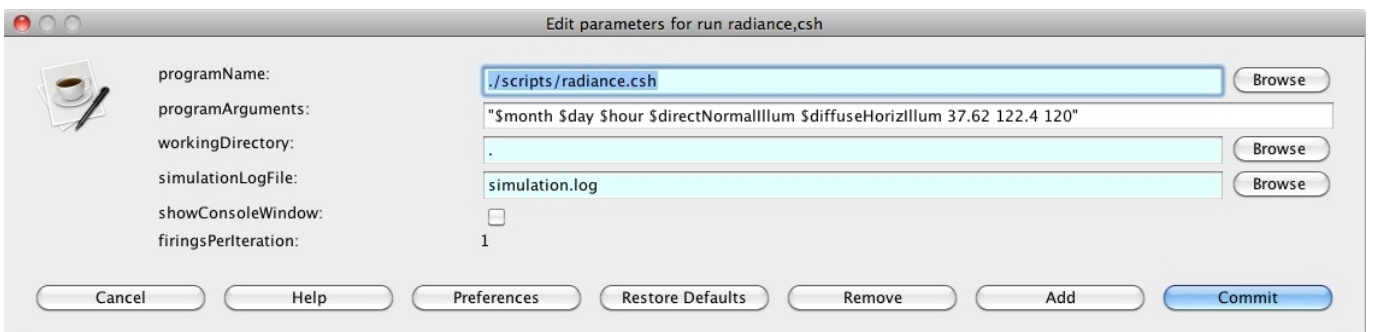 Edit parameters for run radiance,csh
programName: ./scripts/radiance.csh Browse
programArguments: "$month $day $hour $directNormalIllum $diffuseHorizIllum 37.62 122.4 120"
workingDirectory: . Browse
simulationLogFile: simulation.log Browse
showConsoleWindow:
firingsPerIteration: 1
Cancel Help Preferences Restore Defaults Remove Add Commit